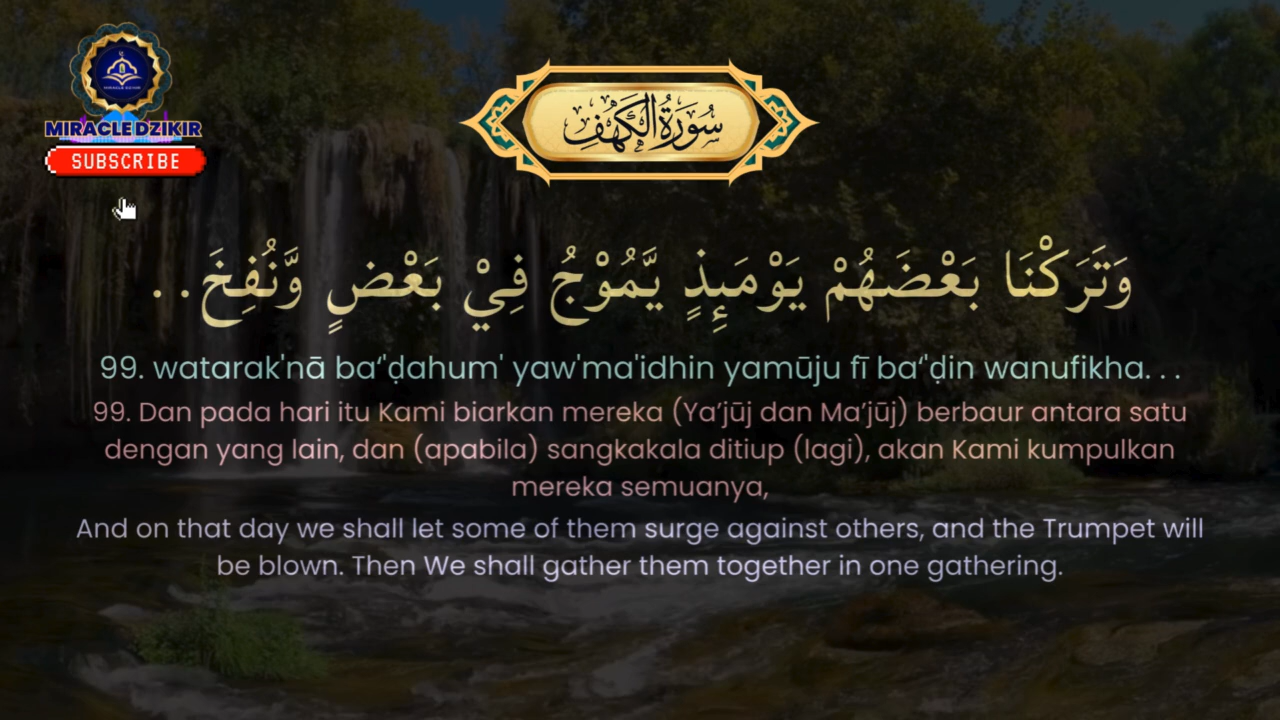 MIRACLE DZIKIR
MIRACLE DZIKIR
SUBSCRIBE
سُوْرَةُ الْكَهْفِ
وَتَرَكْنَا بَعْضَهُمْ يَوْمَىِٕذٍ يَّمُوْجُ فِيْ بَعْضٍ وَّنُفِخَ . .
99. watarak'nā ba‘'ḍahum' yaw'ma'idhin yamūju fī ba‘'ḍin wanufikha. . .
99. Dan pada hari itu Kami biarkan mereka (Ya’jūj dan Ma’jūj) berbaur antara satu
dengan yang lain, dan (apabila) sangkakala ditiup (lagi), akan Kami kumpulkan
mereka semuanya,
And on that day we shall let some of them surge against others, and the Trumpet will
be blown. Then We shall gather them together in one gathering.